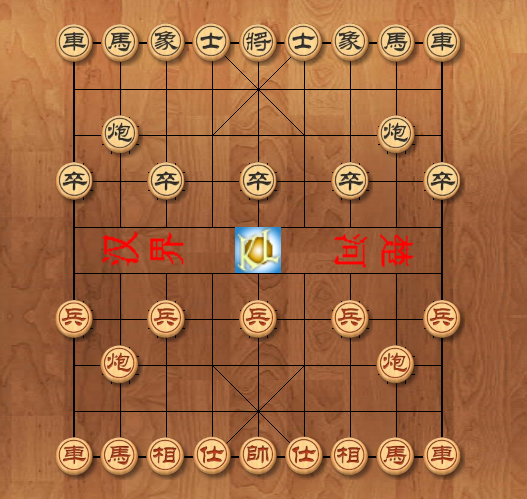 車馬象士將士象馬車
炮 炮
卒 卒 卒 卒 卒
汉界 KL 河楚
兵 兵 兵 兵 兵
炮 炮
車馬相仕帥仕相馬車